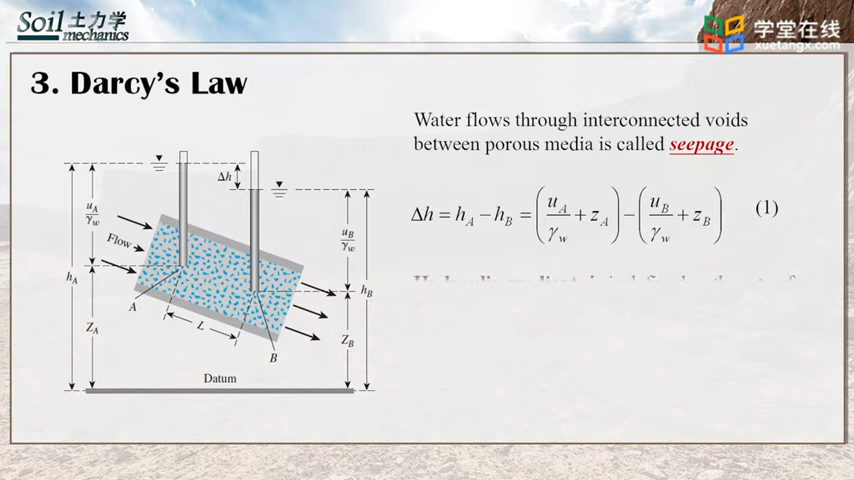 Soil 土力学
mechanics
学堂在线
xuetangx.com
3. Darcy's Law
Water flows through interconnected voids
between porous media is called seepage.
Δh = h_A − h_B = (u_A/γ_w + z_A) − (u_B/γ_w + z_B) (1)
Δh
u_A/γ_w
u_B/γ_w
Flow
h_A
h_B
A
L
Z_A
Z_B
B
Datum